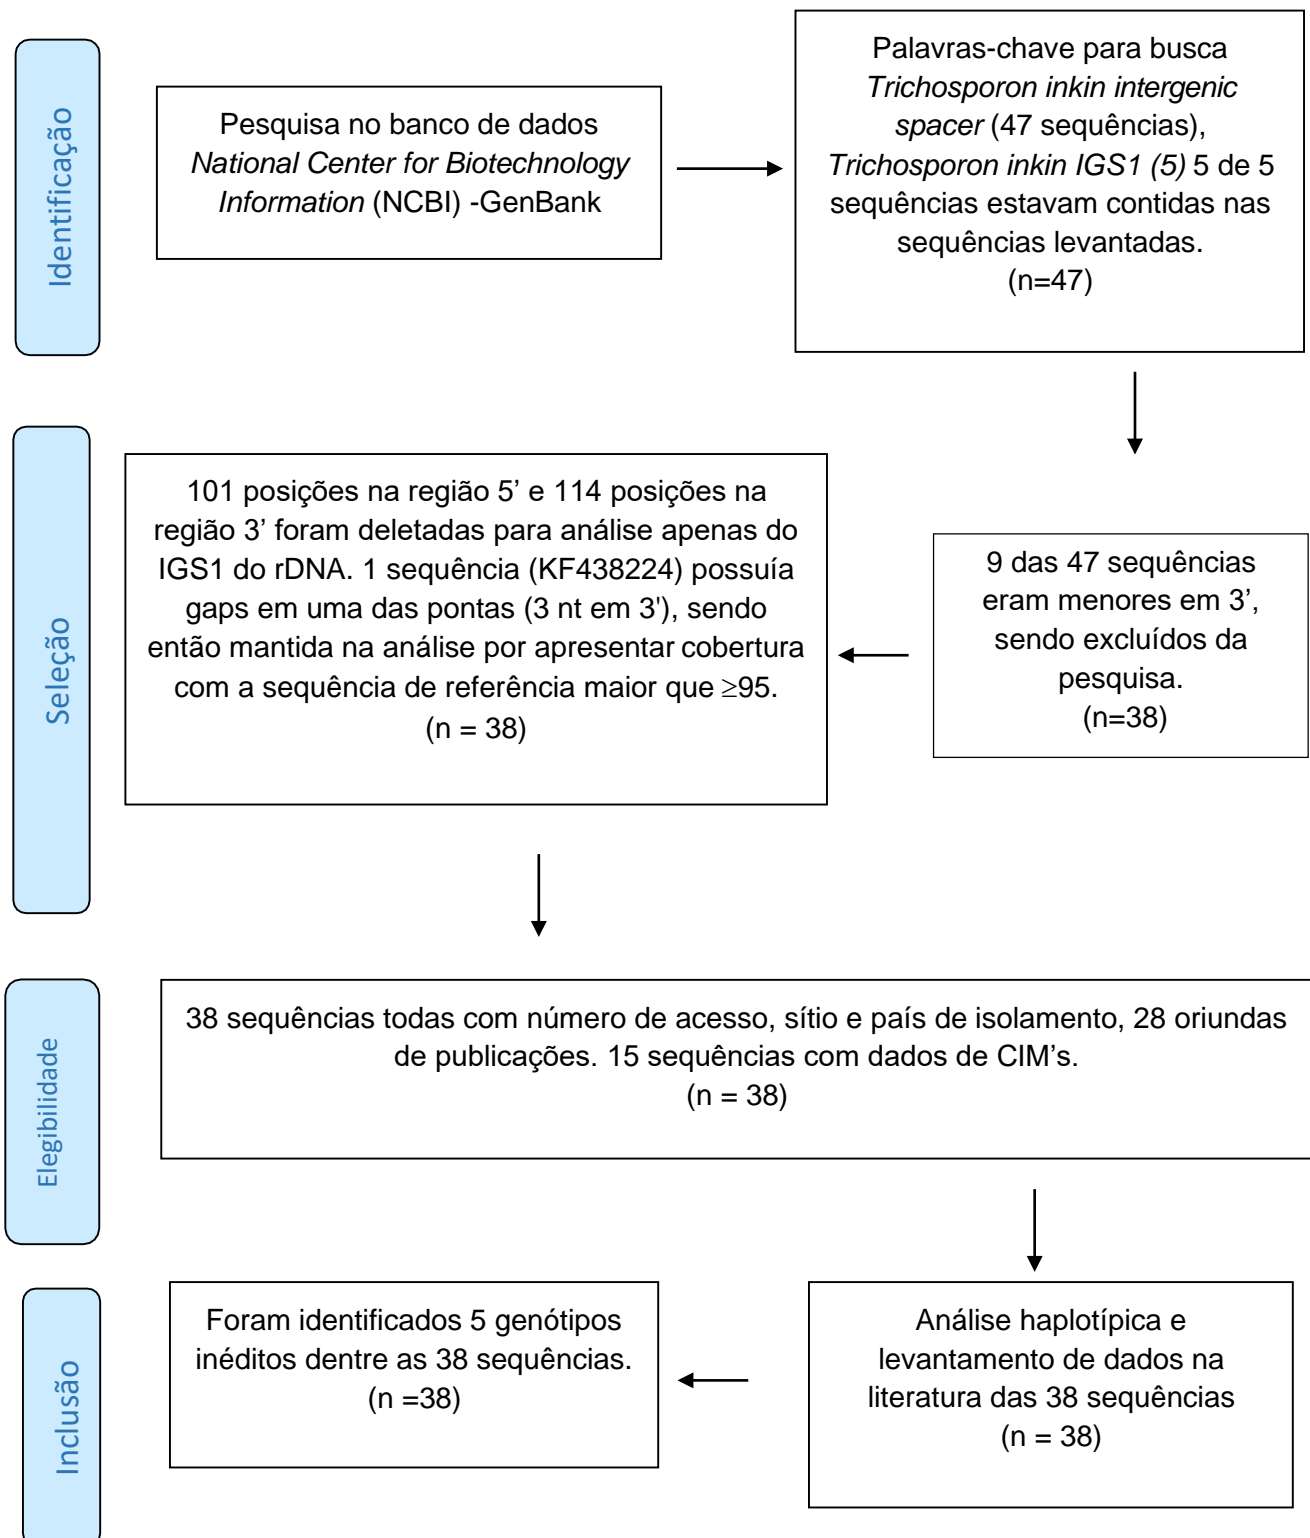 Identificação
Pesquisa no banco de dados
National Center for Biotechnology
Information (NCBI) -GenBank
Palavras-chave para busca
Trichosporon inkin intergenic
spacer (47 sequências),
Trichosporon inkin IGS1 (5) 5 de 5
sequências estavam contidas nas
sequências levantadas.
(n=47)
Seleção
101 posições na região 5’ e 114 posições na
região 3’ foram deletadas para análise apenas do
IGS1 do rDNA. 1 sequência (KF438224) possuía
gaps em uma das pontas (3 nt em 3'), sendo
então mantida na análise por apresentar cobertura
com a sequência de referência maior que ≥95.
(n = 38)
9 das 47 sequências
eram menores em 3’,
sendo excluídos da
pesquisa.
(n=38)
Elegibilidade
38 sequências todas com número de acesso, sítio e país de isolamento, 28 oriundas
de publicações. 15 sequências com dados de CIM’s.
(n = 38)
Inclusão
Foram identificados 5 genótipos
inéditos dentre as 38 sequências.
(n =38)
Análise haplotípica e
levantamento de dados na
literatura das 38 sequências
(n = 38)